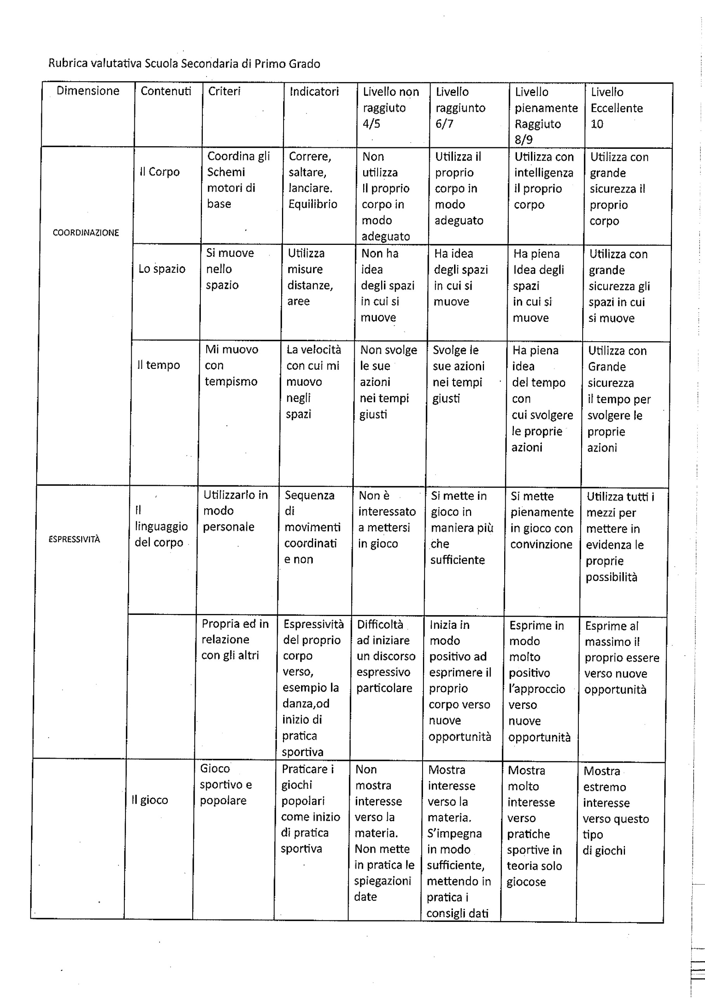 Rubrica valutativa Scuola Secondaria di Primo Grado
Dimensione
Contenuti
Criteri
Indicatori
Livello non
raggiuto
4/5
Livello
raggiunto
6/7
Livello
pienamente
Raggiuto
8/9
Livello
Eccellente
10
COORDINAZIONE
Il Corpo
Coordina gli
Schemi
motori di
base
Correre,
saltare,
lanciare.
Equilibrio
Non
utilizza
Il proprio
corpo in
modo
adeguato
Utilizza il
proprio
corpo in
modo
adeguato
Utilizza con
intelligenza
il proprio
corpo
Utilizza con
grande
sicurezza il
proprio
corpo
Lo spazio
Si muove
nello
spazio
Utilizza
misure
distanze,
aree
Non ha
idea
degli spazi
in cui si
muove
Ha idea
degli spazi
in cui si
muove
Ha piena
Idea degli
spazi
in cui si
muove
Utilizza con
grande
sicurezza gli
spazi in cui
si muove
Il tempo
Mi muovo
con
tempismo
La velocità
con cui mi
muovo
negli
spazi
Non svolge
le sue
azioni
nei tempi
giusti
Svolge le
sue azioni
nei tempi
giusti
Ha piena
idea
del tempo
con
cui svolgere
le proprie
azioni
Utilizza con
Grande
sicurezza
il tempo per
svolgere le
proprie
azioni
ESPRESSIVITÀ
Il
linguaggio
del corpo
Utilizzarlo in
modo
personale
Sequenza
di
movimenti
coordinati
e non
Non è
interessato
a mettersi
in gioco
Si mette in
gioco in
maniera più
che
sufficiente
Si mette
pienamente
in gioco con
convinzione
Utilizza tutti i
mezzi per
mettere in
evidenza le
proprie
possibilità
Propria ed in
relazione
con gli altri
Espressività
del proprio
corpo
verso,
esempio la
danza,od
inizio di
pratica
sportiva
Difficoltà
ad iniziare
un discorso
espressivo
particolare
Inizia in
modo
positivo ad
esprimere il
proprio
corpo verso
nuove
opportunità
Esprime in
modo
molto
positivo
l'approccio
verso
nuove
opportunità
Esprime al
massimo il
proprio essere
verso nuove
opportunità
Il gioco
Gioco
sportivo e
popolare
Praticare i
giochi
popolari
come inizio
di pratica
sportiva
Non
mostra
interesse
verso la
materia.
Non mette
in pratica le
spiegazioni
date
Mostra
interesse
verso la
materia.
S'impegna
in modo
sufficiente,
mettendo in
pratica i
consigli dati
Mostra
molto
interesse
verso
pratiche
sportive in
teoria solo
giocose
Mostra
estremo
interesse
verso questo
tipo
di giochi